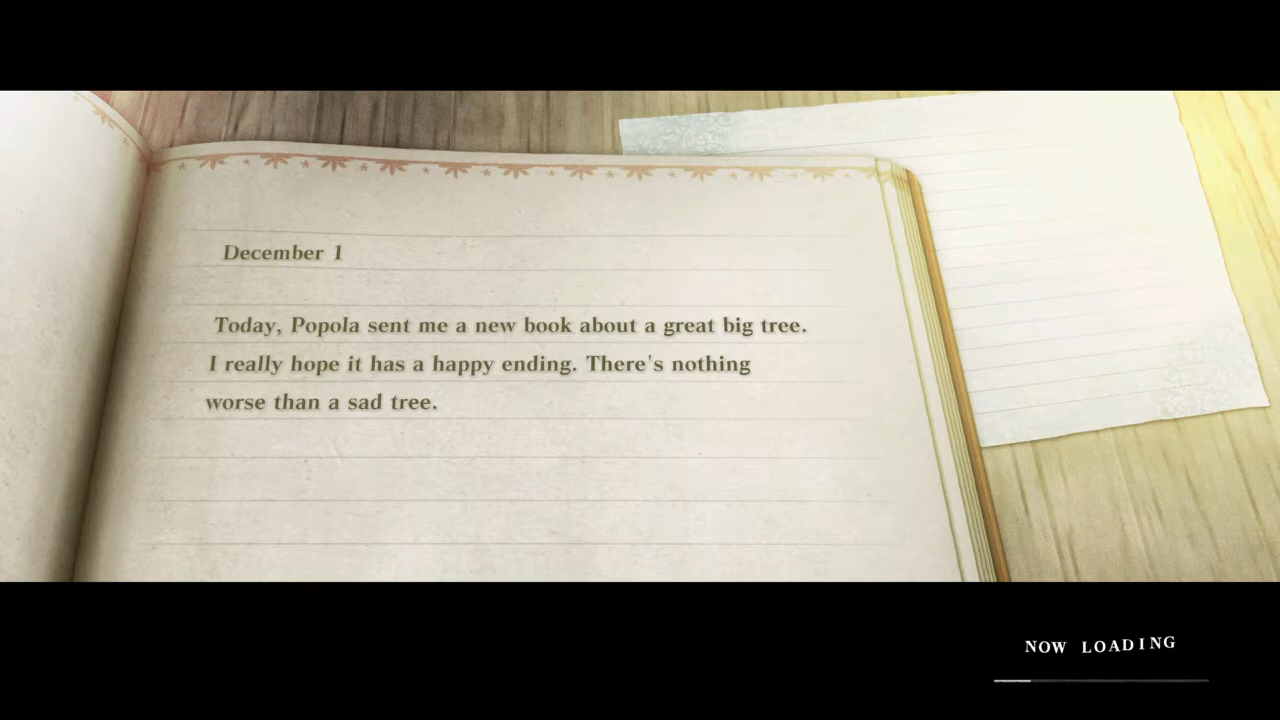 December 1
Today, Popola sent me a new book about a great big tree.
I really hope it has a happy ending. There's nothing
worse than a sad tree.
NOW LOADING